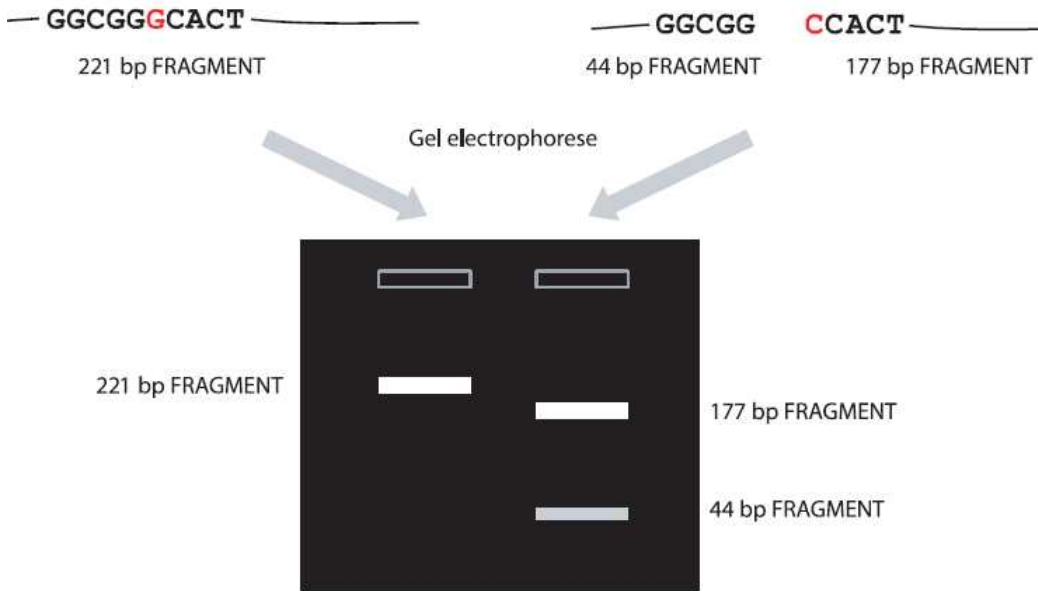 GGCGGGCACT
221 bp FRAGMENT
GGCGG CCACT
44 bp FRAGMENT 177 bp FRAGMENT
Gel electrophorese
221 bp FRAGMENT
177 bp FRAGMENT
44 bp FRAGMENT